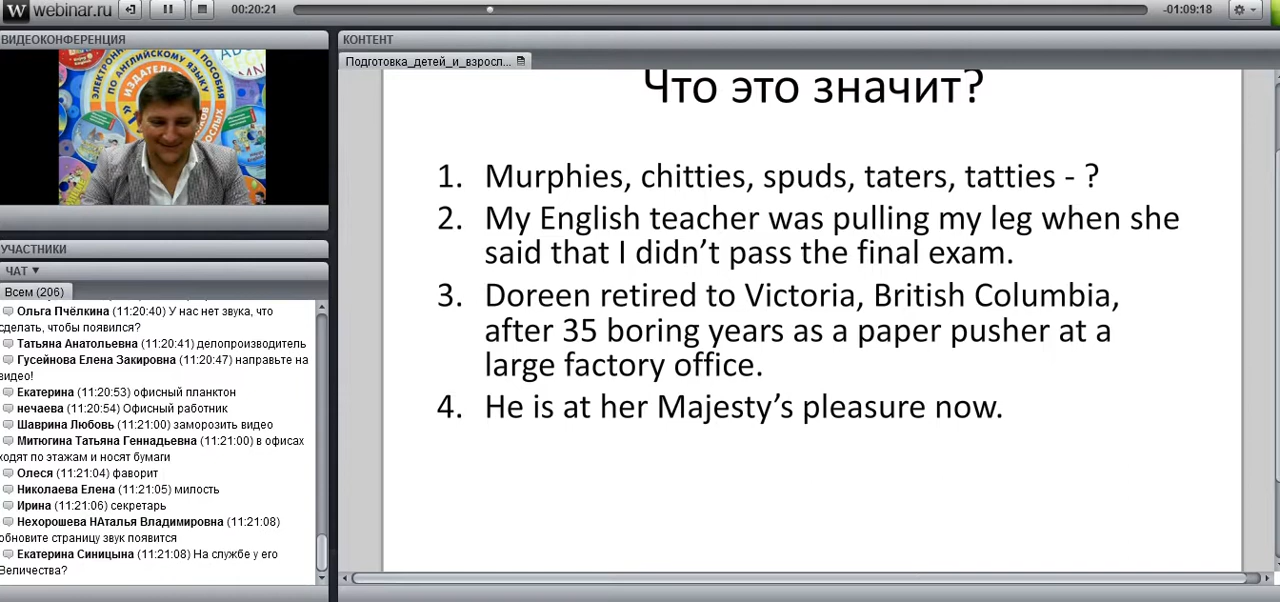 webinar.ru
00:20:21
-01:09:18
ВИДЕОКОНФЕРЕНЦИЯ
ЭЛЕКТРОННЫЕ
ПО АНГЛИЙСКОМУ ЯЗЫКУ
ПОСОБИЯ
УЧАСТНИКИ
ЧАТ
Всем (206)
Ольга Пчёлкина (11:20:40) У нас нет звука, что
сделать, чтобы появился?
Татьяна Анатольевна (11:20:41) делопроизводитель
Гусейнова Елена Закировна (11:20:47) направьте на
видео!
Екатерина (11:20:53) офисный планктон
нечаева (11:20:54) Офисный работник
Шаврина Любовь (11:21:00) заморозить видео
Митюгина Татьяна Геннадьевна (11:21:00) в офисах
ходят по этажам и носят бумаги
Олеся (11:21:04) фаворит
Николаева Елена (11:21:05) милость
Ирина (11:21:06) секретарь
Нехорошева НАталья Владимировна (11:21:08)
обновите страницу звук появится
Екатерина Синицына (11:21:08) На службе у его
Величества?
КОНТЕНТ
Подготовка_детей_и_взросл...
Что это значит?
1. Murphies, chitties, spuds, taters, tatties - ?
2. My English teacher was pulling my leg when she
said that I didn’t pass the final exam.
3. Doreen retired to Victoria, British Columbia,
after 35 boring years as a paper pusher at a
large factory office.
4. He is at her Majesty’s pleasure now.